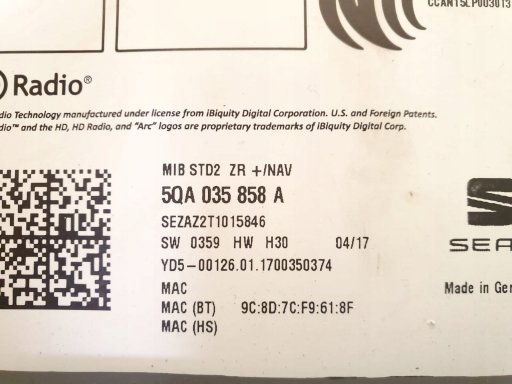 CCAN15LP003013
Radio®
dio Technology manufactured under license from iBiquity Digital Corporation. U.S. and Foreign Patents.
dio™ and the HD, HD Radio, and "Arc" logos are proprietary trademarks of iBiquity Digital Corp.
MIB STD2 ZR +/NAV
5QA 035 858 A
SEZAZ2T1015846
SW 0359 HW H30 04/17
YD5-00126.01.1700350374
MAC
MAC (BT) 9C:8D:7C:F9:61:8F
MAC (HS)
SEA
Made in Ger